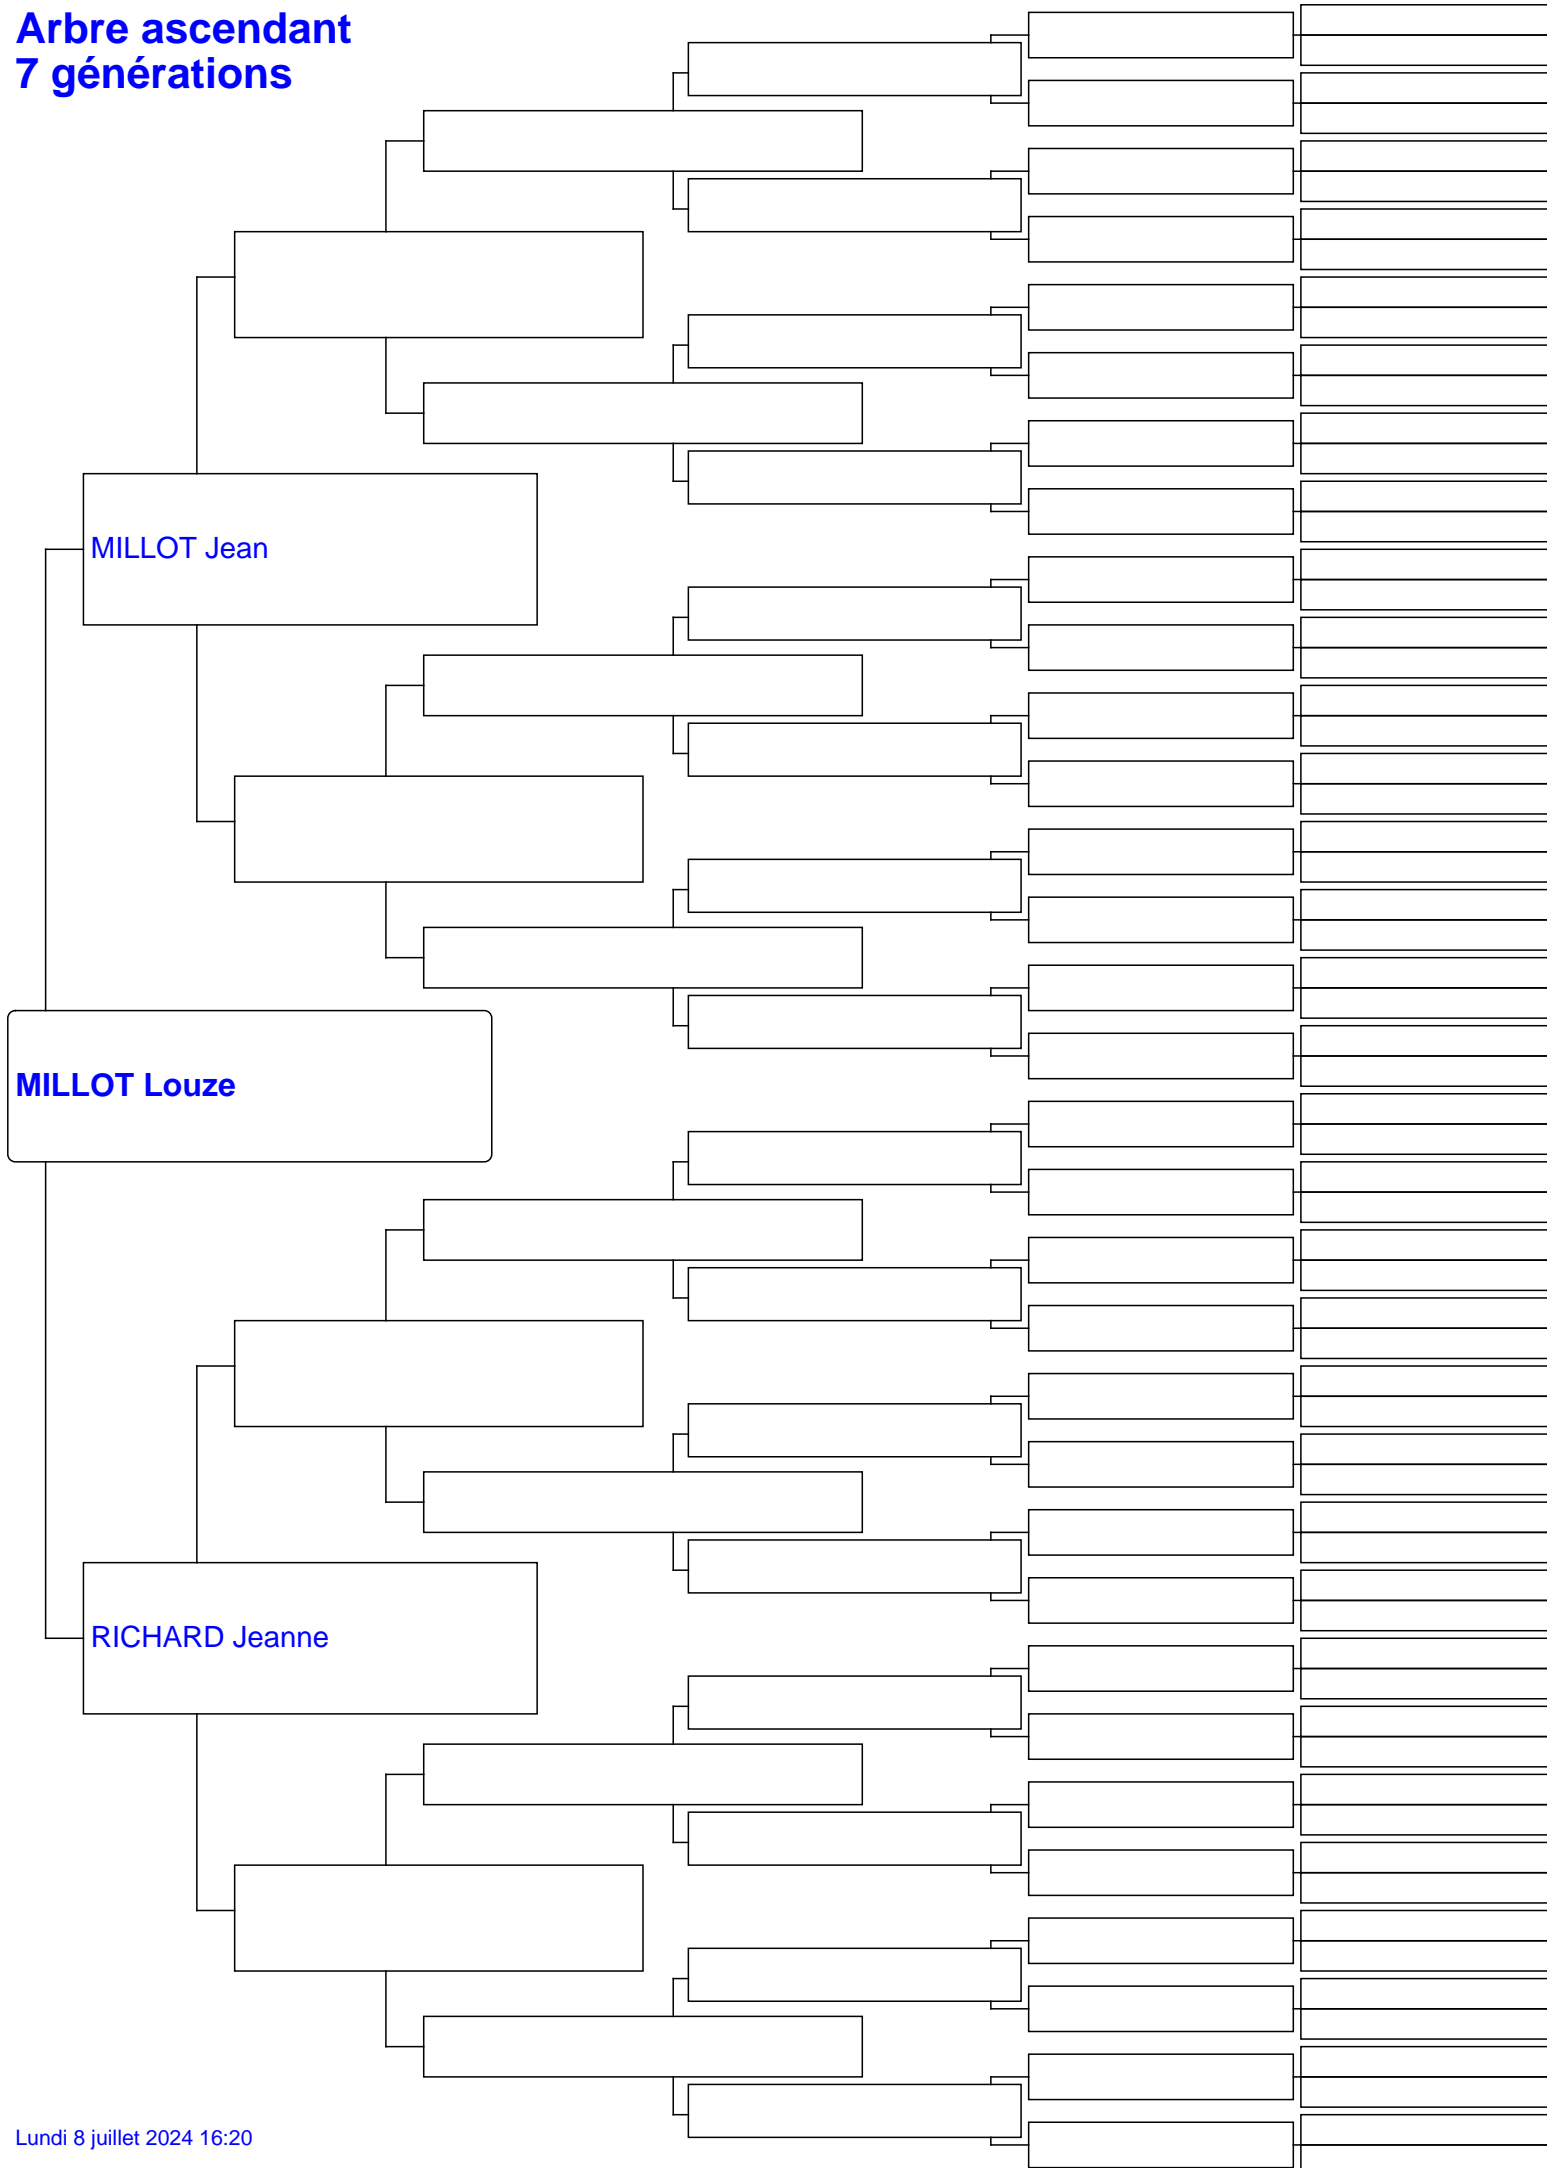 Arbre ascendant
7 générations
MILLOT Jean
MILLOT Louze
RICHARD Jeanne
Lundi 8 juillet 2024 16:20